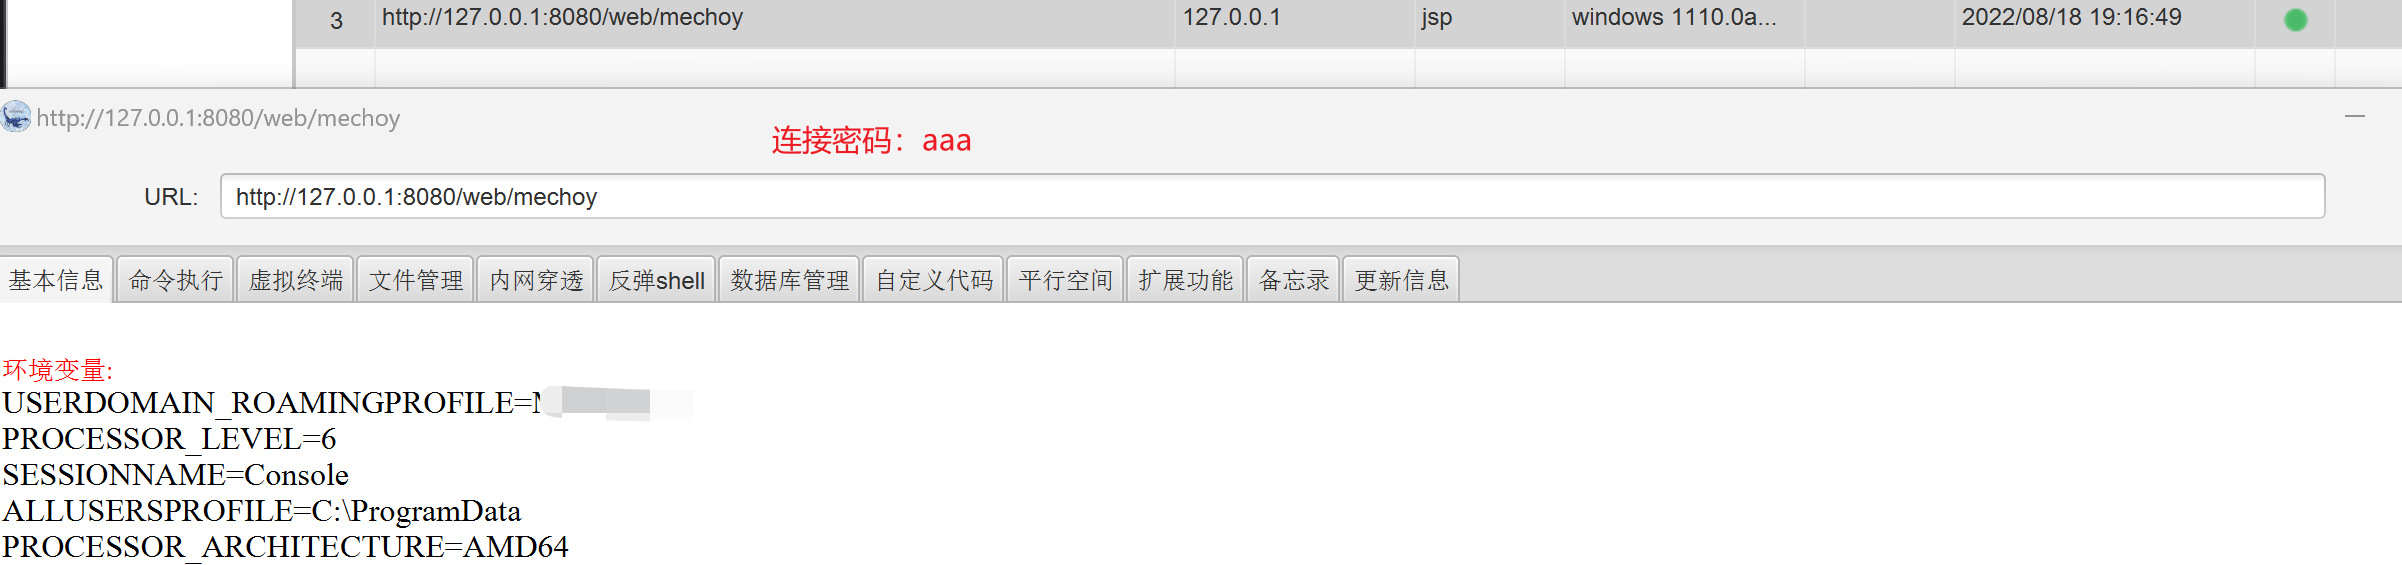 3 http://127.0.0.1:8080/web/mechoy 127.0.0.1 jsp windows 1110.0a... 2022/08/18 19:16:49
http://127.0.0.1:8080/web/mechoy
连接密码：aaa
URL: http://127.0.0.1:8080/web/mechoy
基本信息 命令执行 虚拟终端 文件管理 内网穿透 反弹shell 数据库管理 自定义代码 平行空间 扩展功能 备忘录 更新信息
环境变量:
USERDOMAIN_ROAMINGPROFILE=
PROCESSOR_LEVEL=6
SESSIONNAME=Console
ALLUSERSPROFILE=C:\ProgramData
PROCESSOR_ARCHITECTURE=AMD64